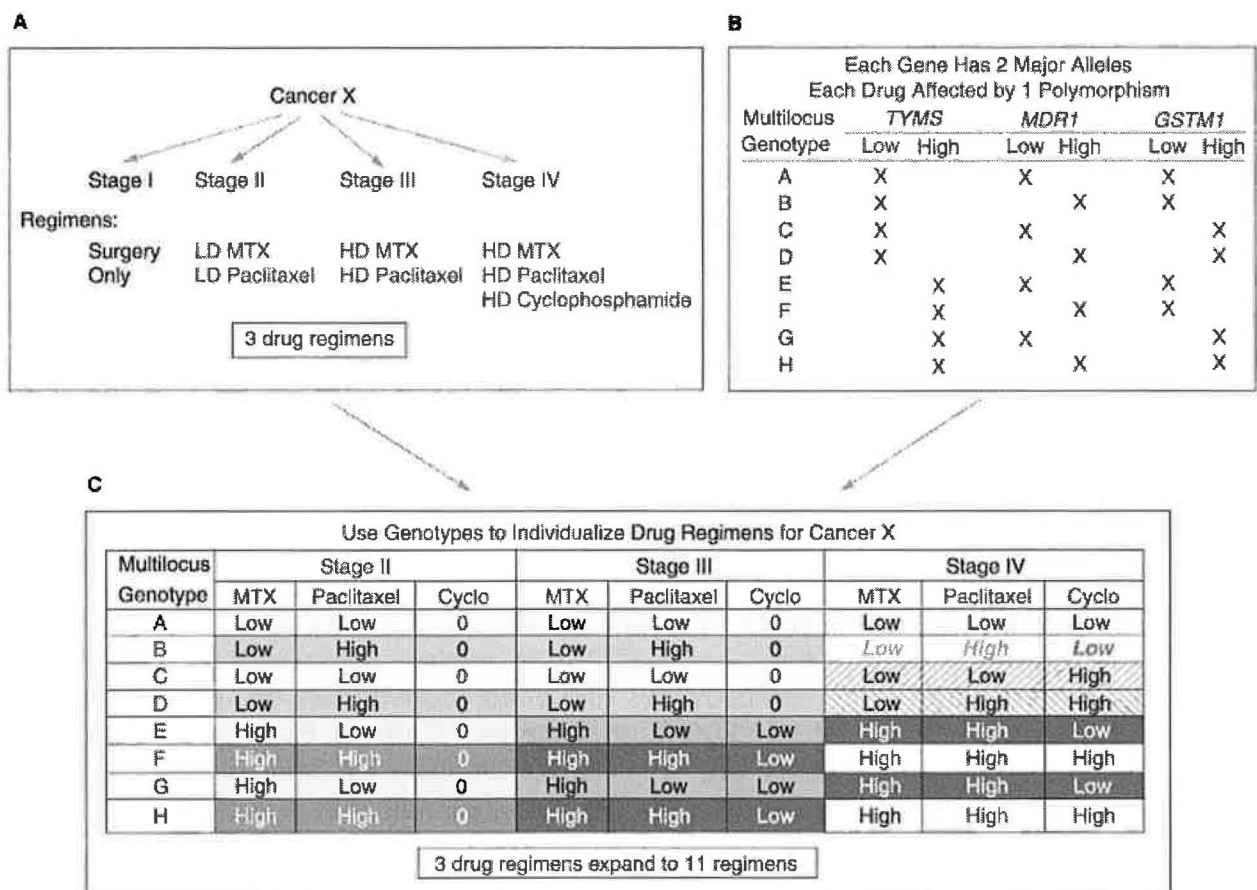 A
Cancer X
Stage I Stage II Stage III Stage IV
Regimens:
Surgery LD MTX HD MTX HD MTX
Only LD Paclitaxel HD Paclitaxel HD Paclitaxel
HD Cyclophosphamide
3 drug regimens
B
Each Gene Has 2 Major Alleles
Each Drug Affected by 1 Polymorphism
Multilocus TYMS MDR1 GSTM1
Genotype Low High Low High Low High
A X X X
B X X X
C X X X
D X X X
E X X X
F X X X
G X X X
H X X X
C
Use Genotypes to Individualize Drug Regimens for Cancer X
Multilocus Stage II Stage III Stage IV
Genotype MTX Paclitaxel Cyclo MTX Paclitaxel Cyclo MTX Paclitaxel Cyclo
A Low Low 0 Low Low 0 Low Low Low
B Low High 0 Low High 0 Low High Low
C Low Low 0 Low Low 0 Low Low High
D Low High 0 Low High 0 Low High High
E High Low 0 High Low Low High High Low
F High High 0 High High Low High High High
G High Low 0 High Low Low High High Low
H High High 0 High High Low High High High
3 drug regimens expand to 11 regimens